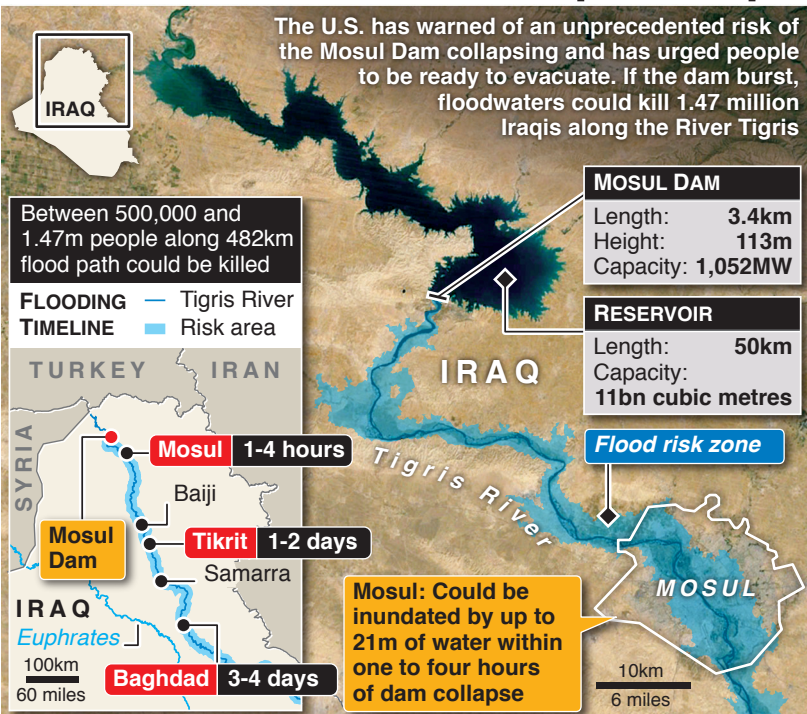 The U.S. has warned of an unprecedented risk of
the Mosul Dam collapsing and has urged people
to be ready to evacuate. If the dam burst,
floodwaters could kill 1.47 million
Iraqis along the River Tigris
IRAQ
MOSUL DAM
Length: 3.4km
Height: 113m
Capacity: 1,052MW
RESERVOIR
Length: 50km
Capacity:
11bn cubic metres
Between 500,000 and
1.47m people along 482km
flood path could be killed
FLOODING
TIMELINE
Tigris River
Risk area
TURKEY
IRAN
SYRIA
Mosul 1-4 hours
Baiji
Mosul
Dam
Tikrit 1-2 days
Samarra
IRAQ
Euphrates
100km
60 miles
Baghdad 3-4 days
IRAQ
Tigris River
Flood risk zone
MOSUL
Mosul: Could be
inundated by up to
21m of water within
one to four hours
of dam collapse
10km
6 miles